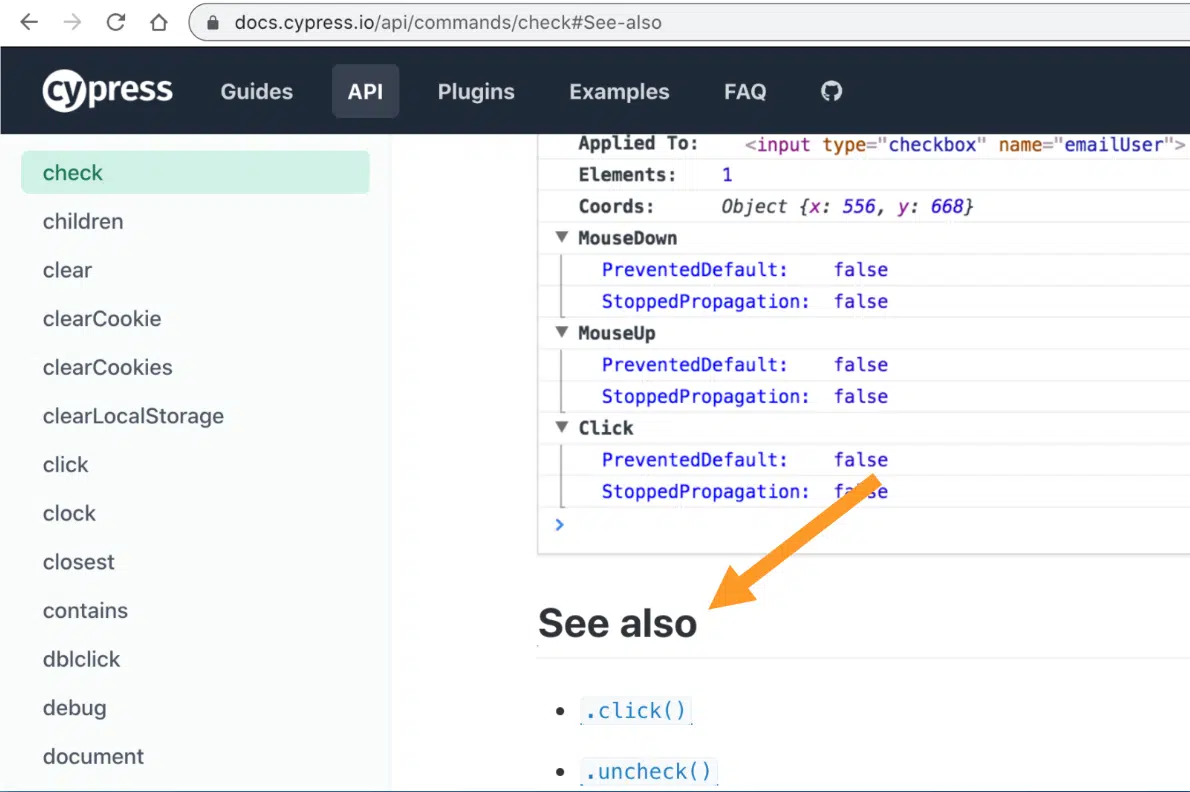 docs.cypress.io/api/commands/check#See-also
cypress Guides API Plugins Examples FAQ
check
children
clear
clearCookie
clearCookies
clearLocalStorage
click
clock
closest
contains
dblclick
debug
document
Applied To: <input type="checkbox" name="emailUser">
Elements: 1
Coords: Object {x: 556, y: 668}
▼ MouseDown
PreventedDefault: false
StoppedPropagation: false
▼ MouseUp
PreventedDefault: false
StoppedPropagation: false
▼ Click
PreventedDefault: false
StoppedPropagation: false
>
See also
• .click()
• .uncheck()